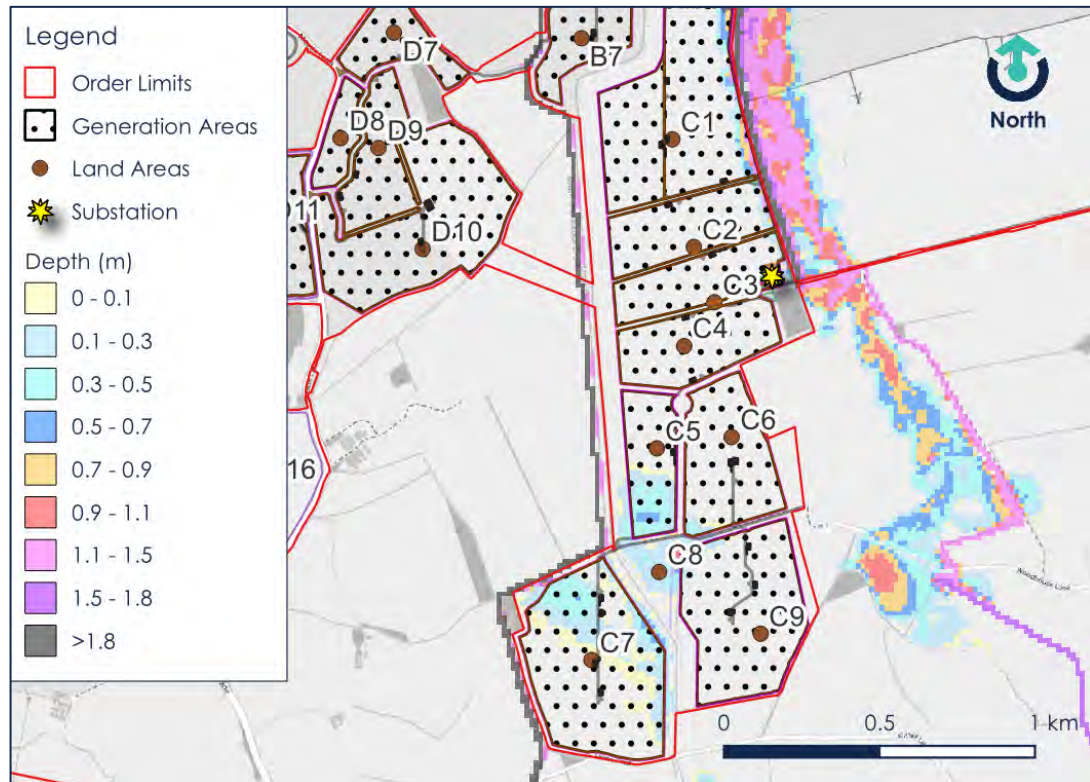 Legend
Order Limits
Generation Areas
Land Areas
Substation
Depth (m)
0 - 0.1
0.1 - 0.3
0.3 - 0.5
0.5 - 0.7
0.7 - 0.9
0.9 - 1.1
1.1 - 1.5
1.5 - 1.8
>1.8
North
D7
B7
D8
D9
C1
D11
D10
C2
C3
C4
C5
C6
16
C8
C7
C9
Woodhouse Lane
0
0.5
1 km